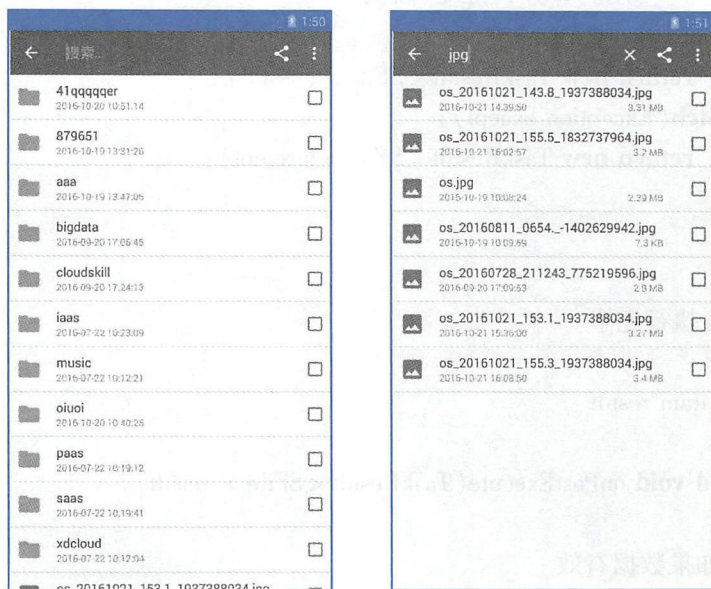 1:50
搜索...
41qqqqqer
2016-10-20 10:51:14
879651
2016-10-19 13:31:26
aaa
2016-10-19 13:47:05
bigdata
2016-09-20 17:06:45
cloudskill
2016-09-20 17:24:13
iaas
2016-07-22 10:23:09
music
2016-07-22 10:12:21
oiuoi
2016-10-20 10:40:25
paas
2016-07-22 10:19:12
saas
2016-07-22 10:19:41
xdcloud
2016-07-22 10:12:04
os_20161021_153.1_1937388034.jpg
1:51
jpg
os_20161021_143.8_1937388034.jpg
2016-10-21 14:39:50 3.31 MB
os_20161021_155.5_1832737964.jpg
2016-10-21 16:02:57 3.2 MB
os.jpg
2016-10-19 10:08:24 2.29 MB
os_20160811_0654._-1402629942.jpg
2016-10-19 10:09:59 7.3 KB
os_20160728_211243_775219596.jpg
2016-09-20 17:09:53 2.9 MB
os_20161021_153.1_1937388034.jpg
2016-10-21 15:36:00 3.27 MB
os_20161021_155.3_1937388034.jpg
2016-10-21 16:08:50 3.4 MB